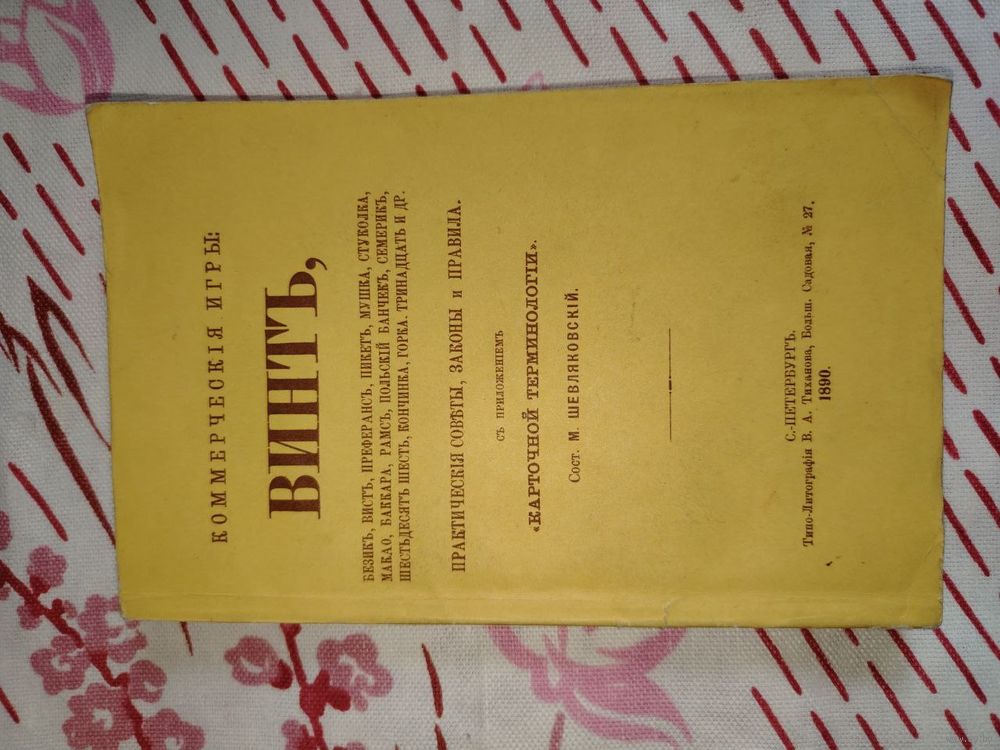 КОММЕРЧЕСКІЯ ИГРЫ:
ВИНТЪ,
БЕЗИКЪ, ВИСТЪ, ПРЕФЕРАНСЪ, ПИКЕТЪ, МУШКА, СТУКОЛКА,
МАКАО, БАККАРА, РАМСЪ, ПОЛЬСКІЙ БАНЧЕКЪ, СЕМЕРИКЪ,
ШЕСТЬДЕСЯТЪ ШЕСТЬ, КОНЧИНКА, ГОРКА. ТРИНАДЦАТЬ И ДР.
ПРАКТИЧЕСКІЯ СОВѢТЫ, ЗАКОНЫ и ПРАВИЛА.
СЪ ПРИЛОЖЕНІЕМЪ
«КАРТОЧНОЙ ТЕРМИНОЛОГІИ».
Сост. М. ШЕВЛЯКОВСКІЙ.
С.-ПЕТЕРБУРГЪ.
Типо-Литографія В. А. Тиханова, Больш. Садовая, № 27.
1890.